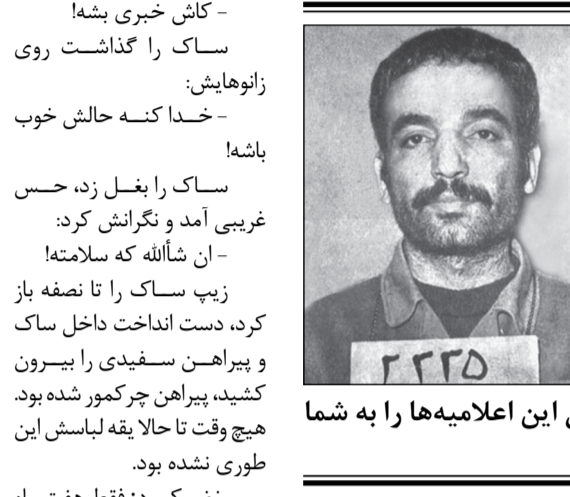 - کاش خبری بشه!
ساک را گذاشت روی
زانوهایش:
- خدا کنه حالش خوب
باشه!
ساک را بغل زد، حس
غریبی آمد و نگرانش کرد:
- ان شأالله که سلامته!
زیپ ساک را تا نصفه باز
کرد، دست انداخت داخل ساک
و پیراهن سفیدی را بیرون
کشید، پیراهن چرکمور شده بود.
هیچ وقت تا حالا یقه لباسش این
طوری نشده بود.
۲۲۲۵
این اعلامیه‌ها را به شما